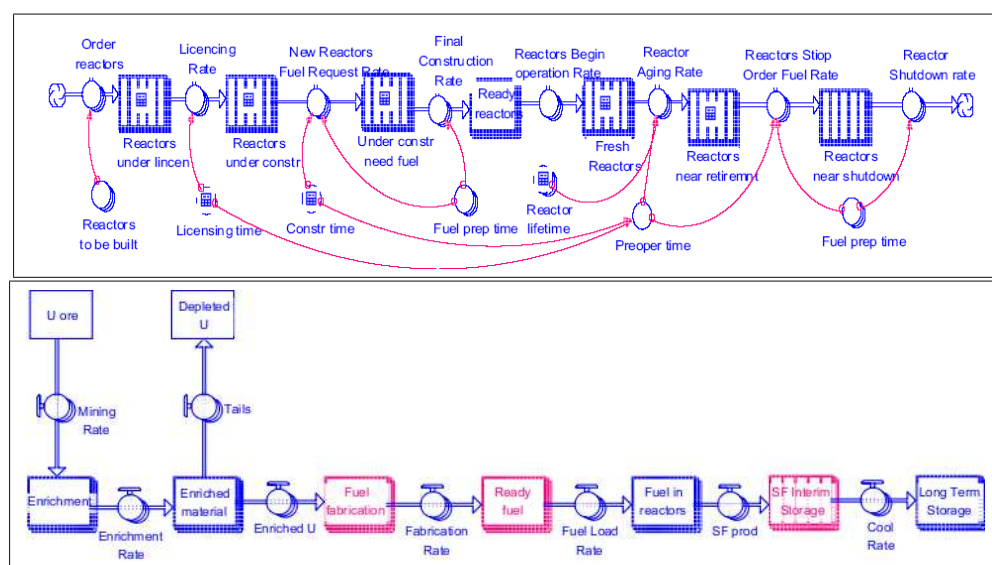 Order
reactors
Licencing
Rate
New Reactors
Fuel Request Rate
Final
Construction
Rate
Reactors Begin
operation Rate
Reactor
Aging Rate
Reactors Stiop
Order Fuel Rate
Reactor
Shutdown rate
Reactors
under lincen
Reactors
under constr
Under constr
need fuel
Ready
reactors
Fresh
Reactors
Reactors
near retiremnt
Reactors
near shutdown
Reactors
to be built
Licensing time
Constr time
Fuel prep time
Reactor
lifetime
Preoper time
Fuel prep time
U ore
Depleted
U
Mining
Rate
Tails
Enrichment
Enrichment
Rate
Enriched
material
Enriched U
Fuel
fabrication
Fabrication
Rate
Ready
fuel
Fuel Load
Rate
Fuel in
reactors
SF prod
SF Interim
Storage
Cool
Rate
Long Term
Storage